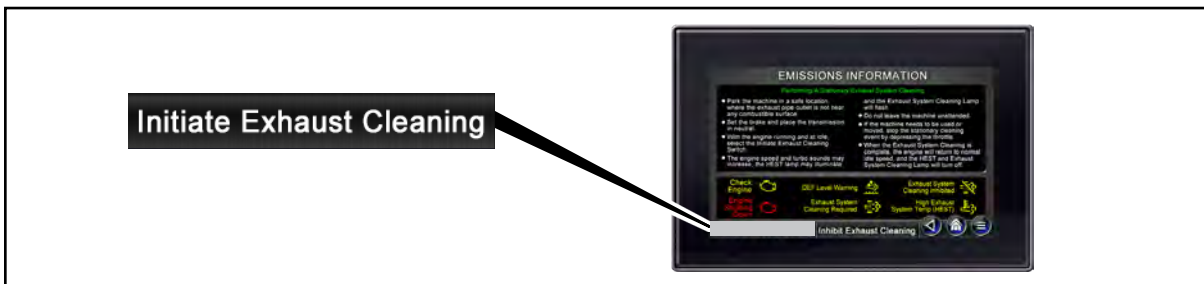 Initiate Exhaust Cleaning
EMISSIONS INFORMATION
Performing A Stationary Exhaust System Cleaning
● Park the machine in a safe location
where the exhaust pipe outlet is not near
any combustible surface.
● Set the brake and place the transmission
in neutral.
● With the engine running and at idle,
select the Initiate Exhaust Cleaning
Switch.
● The engine speed and turbo sounds may
increase, the HEST lamp may illuminate,
and the Exhaust System Cleaning Lamp
will flash.
● Do not leave the machine unattended.
● If the machine needs to be used or
moved, stop the stationary cleaning
event by depressing the throttle.
● When the Exhaust System Cleaning is
complete, the engine will return to normal
idle speed, and the HEST and Exhaust
System Cleaning Lamp will turn off.
Check
Engine
DEF Level Warning
Exhaust System
Cleaning Inhibited
Engine
Exhaust System
Cleaning Required
High Exhaust
System Temp (HEST)
Inhibit Exhaust Cleaning